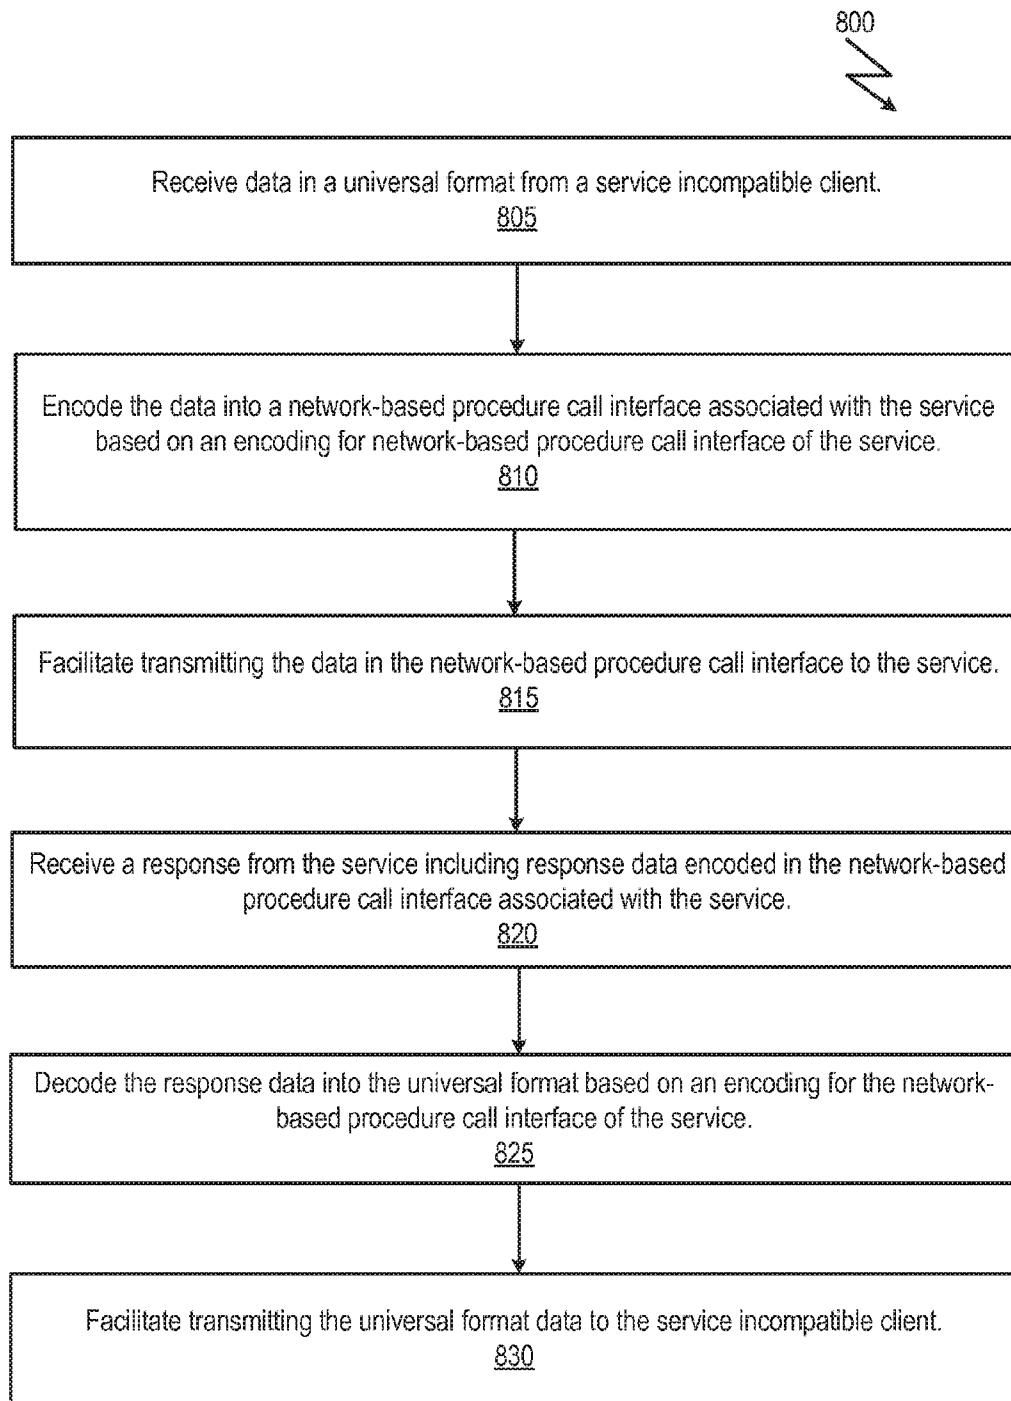 800
Receive data in a universal format from a service incompatible client.
805
Encode the data into a network-based procedure call interface associated with the service
based on an encoding for network-based procedure call interface of the service.
810
Facilitate transmitting the data in the network-based procedure call interface to the service.
815
Receive a response from the service including response data encoded in the network-based
procedure call interface associated with the service.
820
Decode the response data into the universal format based on an encoding for the network-
based procedure call interface of the service.
825
Facilitate transmitting the universal format data to the service incompatible client.
830